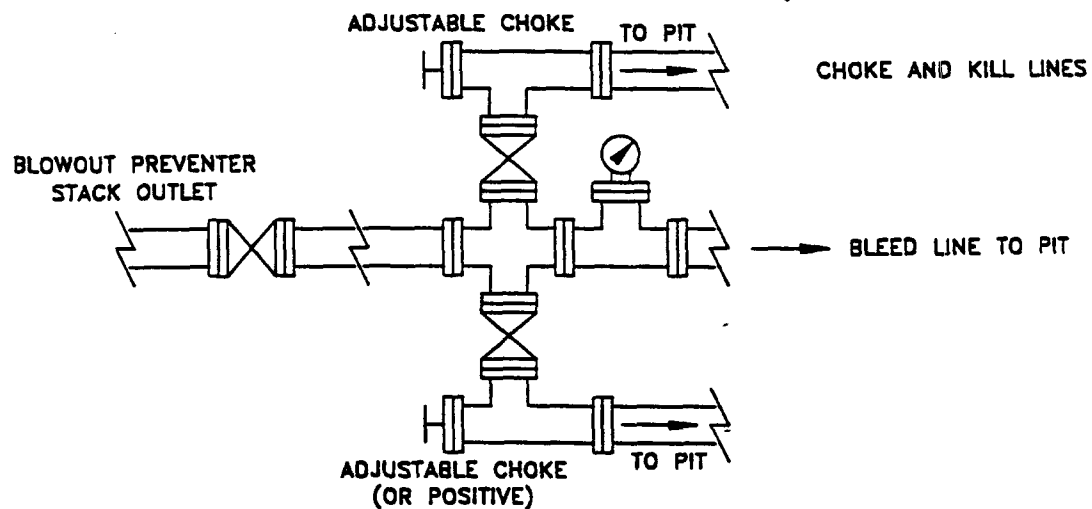 ADJUSTABLE CHOKE
TO PIT
CHOKE AND KILL LINES
BLOWOUT PREVENTER
STACK OUTLET
BLEED LINE TO PIT
TO PIT
ADJUSTABLE CHOKE
(OR POSITIVE)